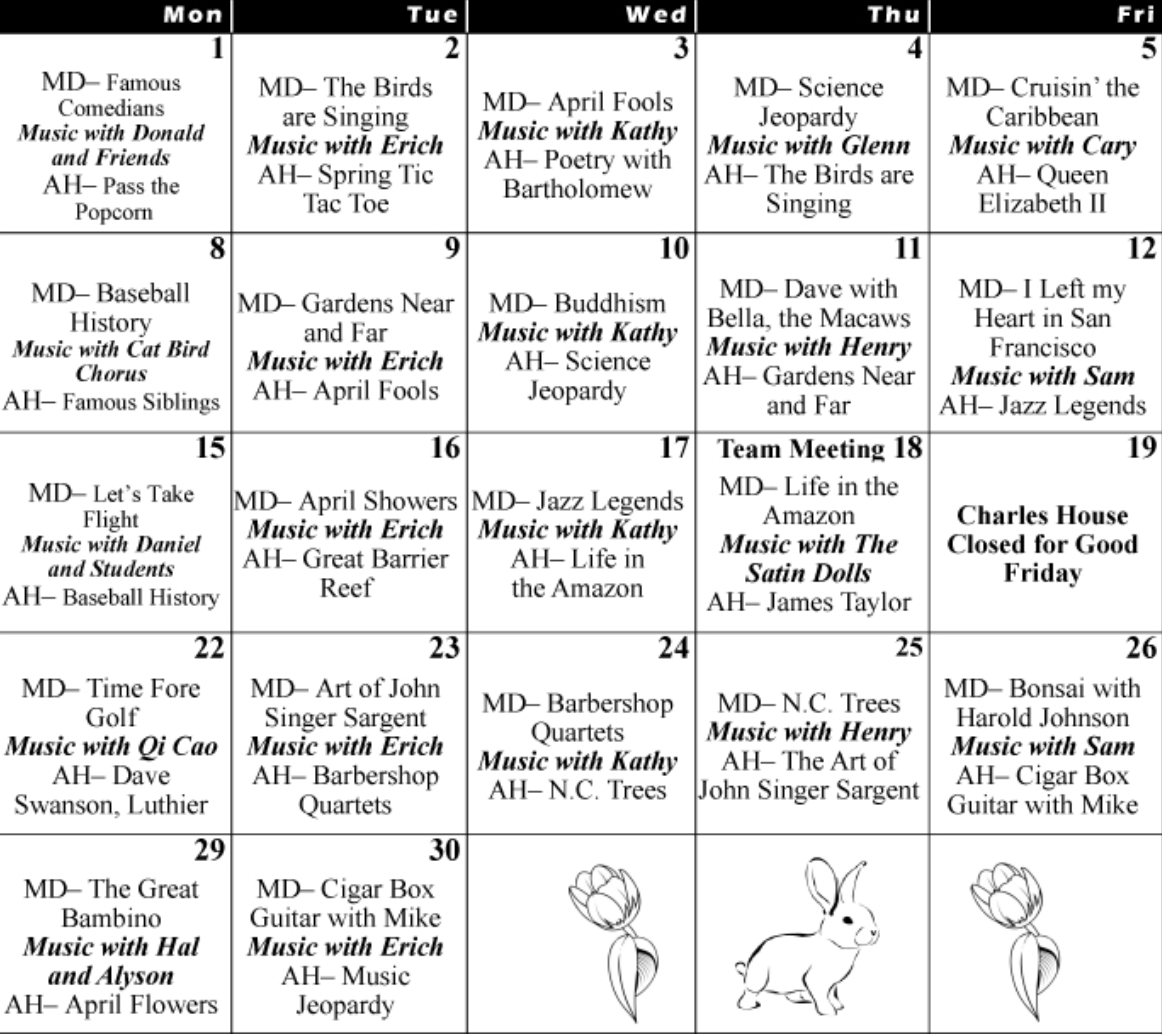 Mon Tue Wed Thu Fri
1
MD– Famous
Comedians
Music with Donald
and Friends
AH– Pass the
Popcorn
2
MD– The Birds
are Singing
Music with Erich
AH– Spring Tic
Tac Toe
3
MD– April Fools
Music with Kathy
AH– Poetry with
Bartholomew
4
MD– Science
Jeopardy
Music with Glenn
AH– The Birds are
Singing
5
MD– Cruisin’ the
Caribbean
Music with Cary
AH– Queen
Elizabeth II
8
MD– Baseball
History
Music with Cat Bird
Chorus
AH– Famous Siblings
9
MD– Gardens Near
and Far
Music with Erich
AH– April Fools
10
MD– Buddhism
Music with Kathy
AH– Science
Jeopardy
11
MD– Dave with
Bella, the Macaws
Music with Henry
AH– Gardens Near
and Far
12
MD– I Left my
Heart in San
Francisco
Music with Sam
AH– Jazz Legends
15
MD– Let’s Take
Flight
Music with Daniel
and Students
AH– Baseball History
16
MD– April Showers
Music with Erich
AH– Great Barrier
Reef
17
MD– Jazz Legends
Music with Kathy
AH– Life in
the Amazon
Team Meeting 18
MD– Life in the
Amazon
Music with The
Satin Dolls
AH– James Taylor
19
Charles House
Closed for Good
Friday
22
MD– Time Fore
Golf
Music with Qi Cao
AH– Dave
Swanson, Luthier
23
MD– Art of John
Singer Sargent
Music with Erich
AH– Barbershop
Quartets
24
MD– Barbershop
Quartets
Music with Kathy
AH– N.C. Trees
25
MD– N.C. Trees
Music with Henry
AH– The Art of
John Singer Sargent
26
MD– Bonsai with
Harold Johnson
Music with Sam
AH– Cigar Box
Guitar with Mike
29
MD– The Great
Bambino
Music with Hal
and Alyson
AH– April Flowers
30
MD– Cigar Box
Guitar with Mike
Music with Erich
AH– Music
Jeopardy